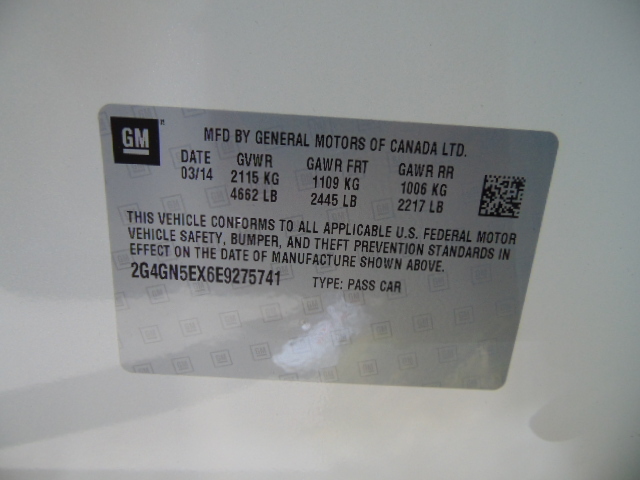 GM
MFD BY GENERAL MOTORS OF CANADA LTD.
DATE GVWR GAWR FRT GAWR RR
03/14 2115 KG 1109 KG 1006 KG
4662 LB 2445 LB 2217 LB
THIS VEHICLE CONFORMS TO ALL APPLICABLE U.S. FEDERAL MOTOR
VEHICLE SAFETY, BUMPER, AND THEFT PREVENTION STANDARDS IN
EFFECT ON THE DATE OF MANUFACTURE SHOWN ABOVE.
2G4GN5EX6E9275741 TYPE: PASS CAR